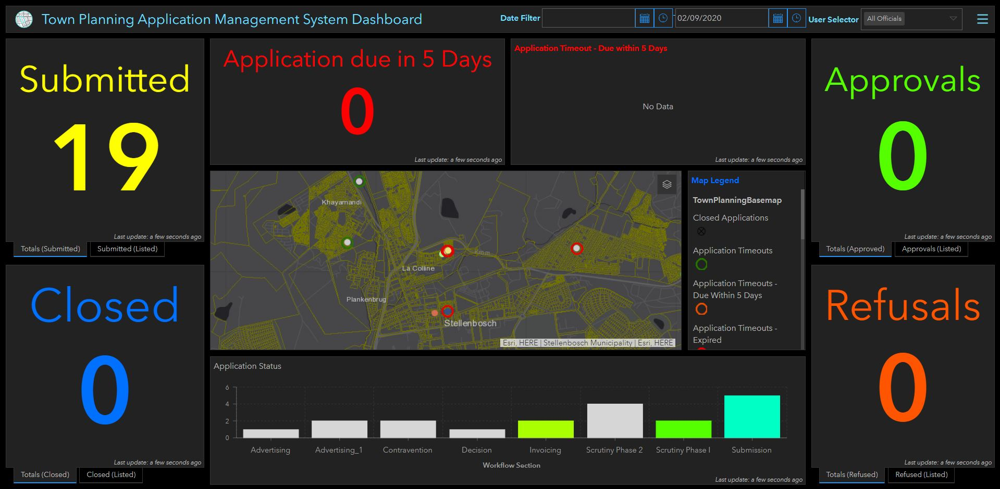 Town Planning Application Management System Dashboard
Date Filter
-
02/09/2020
User Selector
All Officials
Submitted
19
Last update: a few seconds ago
Totals (Submitted)
Submitted (Listed)
Application due in 5 Days
0
Last update: a few seconds ago
Application Timeout - Due within 5 Days
No Data
Last update: a few seconds ago
Approvals
0
Last update: a few seconds ago
Totals (Approved)
Approvals (Listed)
Khayamandi
Krom
La Colline
Plankenbrug
Stellenbosch
Esri, HERE | Stellenbosch Municipality | Esri, HERE
Map Legend
TownPlanningBasemap
Closed Applications
Application Timeouts
Application Timeouts -
Due Within 5 Days
Application Timeouts -
Expired
Closed
0
Last update: a few seconds ago
Totals (Closed)
Closed (Listed)
Application Status
6
4
2
0
Advertising
Advertising_1
Contravention
Decision
Invoicing
Scrutiny Phase 2
Scrutiny Phase I
Submission
Workflow Section
Last update: a few seconds ago
Refusals
0
Last update: a few seconds ago
Totals (Refused)
Refused (Listed)